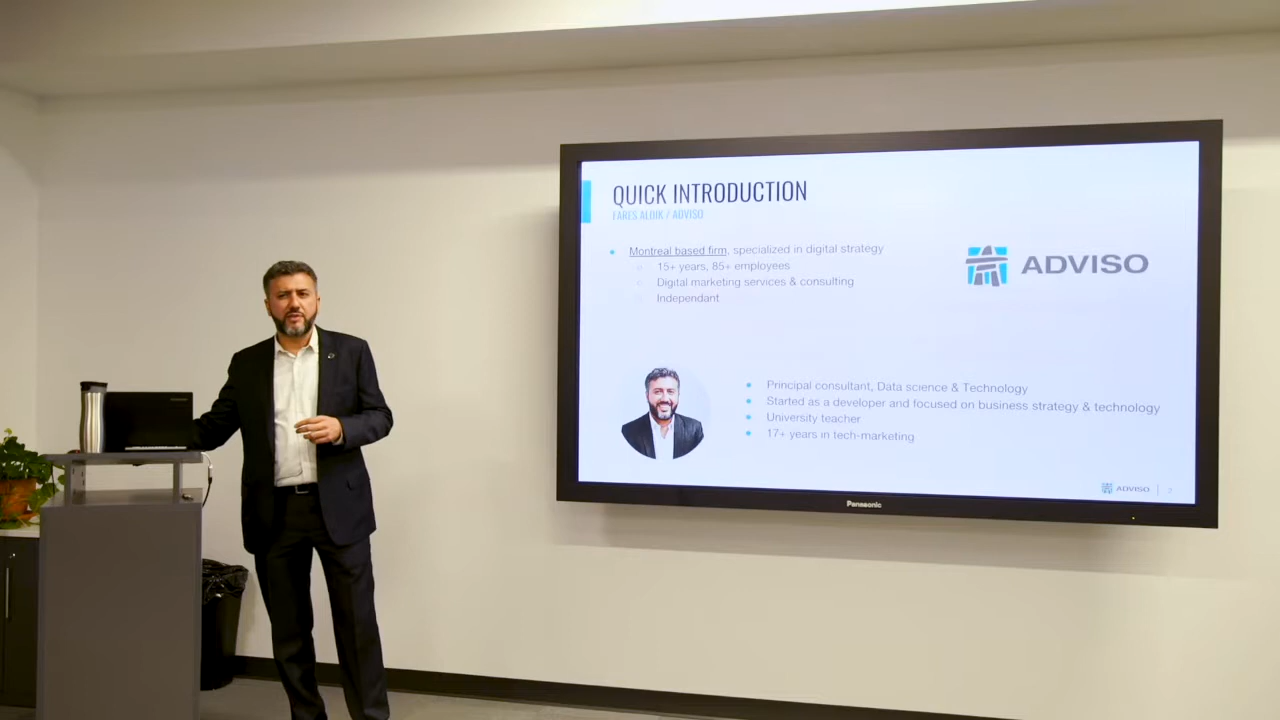 QUICK INTRODUCTION
FARES ALDIK / ADVISO
Montreal based firm, specialized in digital strategy
15+ years, 85+ employees
Digital marketing services & consulting
Independant
ADVISO
Principal consultant, Data science & Technology
Started as a developer and focused on business strategy & technology
University teacher
17+ years in tech-marketing
ADVISO | 2
Panasonic